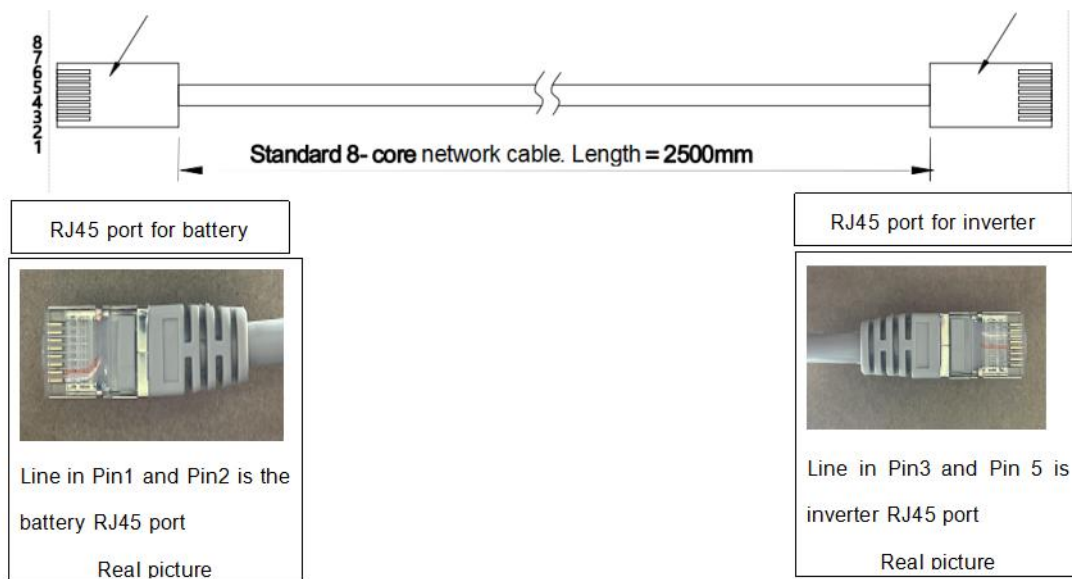 8
7
6
5
4
3
2
1
Standard 8- core network cable. Length = 2500mm
RJ45 port for battery
Line in Pin1 and Pin2 is the
battery RJ45 port
Real picture
RJ45 port for inverter
Line in Pin3 and Pin 5 is
inverter RJ45 port
Real picture